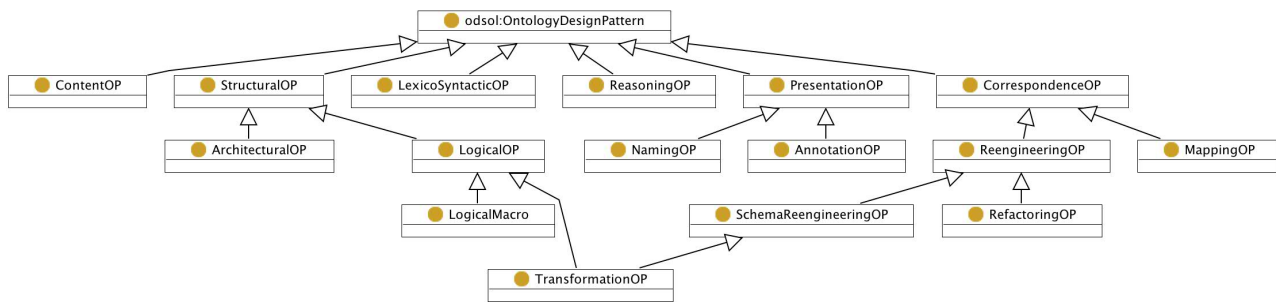 odsol:OntologyDesignPattern
ContentOP
StructuralOP
LexicoSyntacticOP
ReasoningOP
PresentationOP
CorrespondenceOP
ArchitecturalOP
LogicalOP
NamingOP
AnnotationOP
ReengineeringOP
MappingOP
LogicalMacro
SchemaReengineeringOP
RefactoringOP
TransformationOP